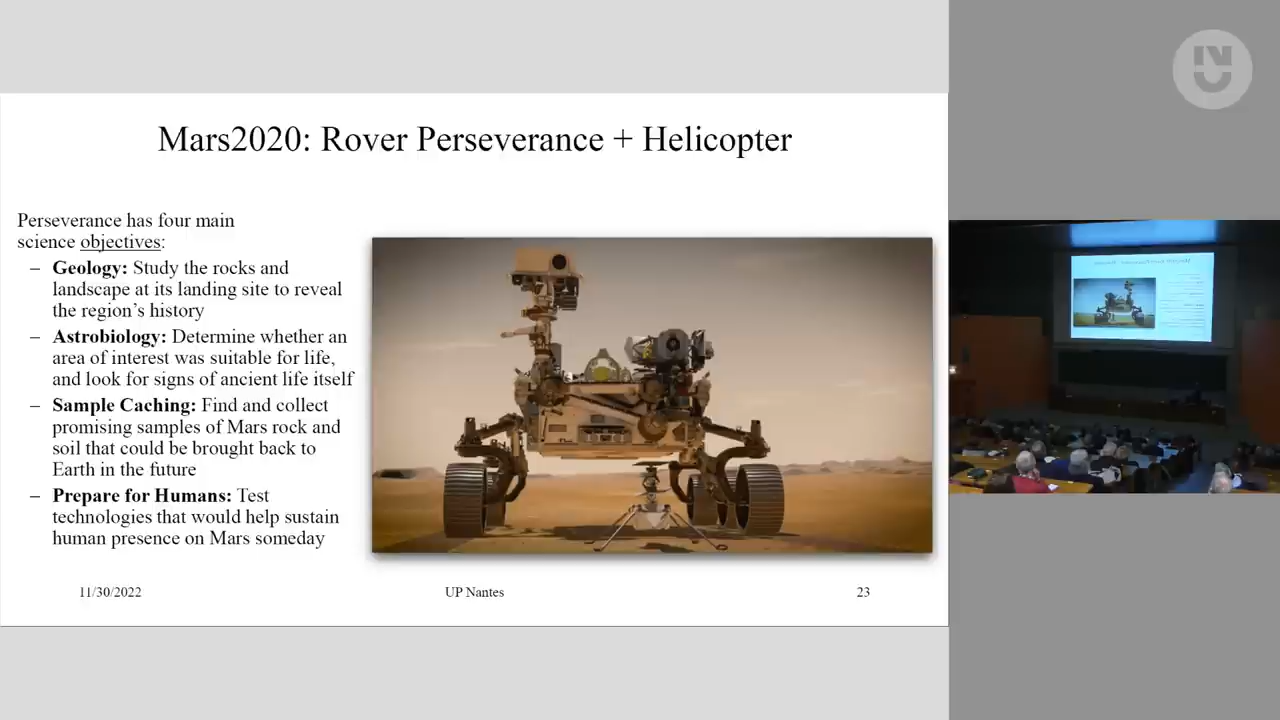 Mars2020: Rover Perseverance + Helicopter
Perseverance has four main
science objectives:
– Geology: Study the rocks and
landscape at its landing site to reveal
the region’s history
– Astrobiology: Determine whether an
area of interest was suitable for life,
and look for signs of ancient life itself
– Sample Caching: Find and collect
promising samples of Mars rock and
soil that could be brought back to
Earth in the future
– Prepare for Humans: Test
technologies that would help sustain
human presence on Mars someday
11/30/2022
UP Nantes
23